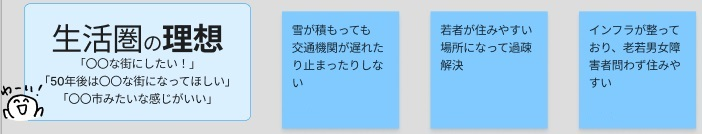 生活圏の理想
「〇〇な街にしたい！」
「50年後は〇〇な街になってほしい」
「〇〇市みたいな感じがいい」
わーい!
雪が積もっても
交通機関が遅れた
り止まったりしな
い
若者が住みやすい
場所になって過疎
解決
インフラが整って
おり、老若男女障
害者問わず住みや
すい